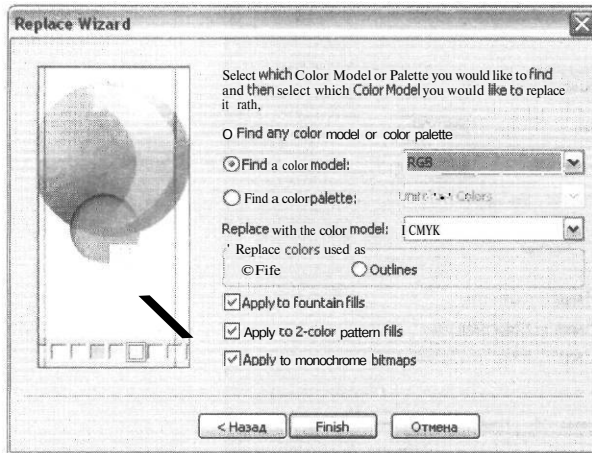 Replace Wizard
Select which Color Model or Palette you would like to find
and then select which Color Model you would like to replace
it rath,
O Find any color model or color palette
Find a color model: RGB
Find a color palette: Colors
Replace with the color model: I CMYK
' Replace colors used as
©Fife Outlines
Apply to fountain fills
Apply to 2-color pattern fills
Apply to monochrome bitmaps
< Назад Finish Отмена